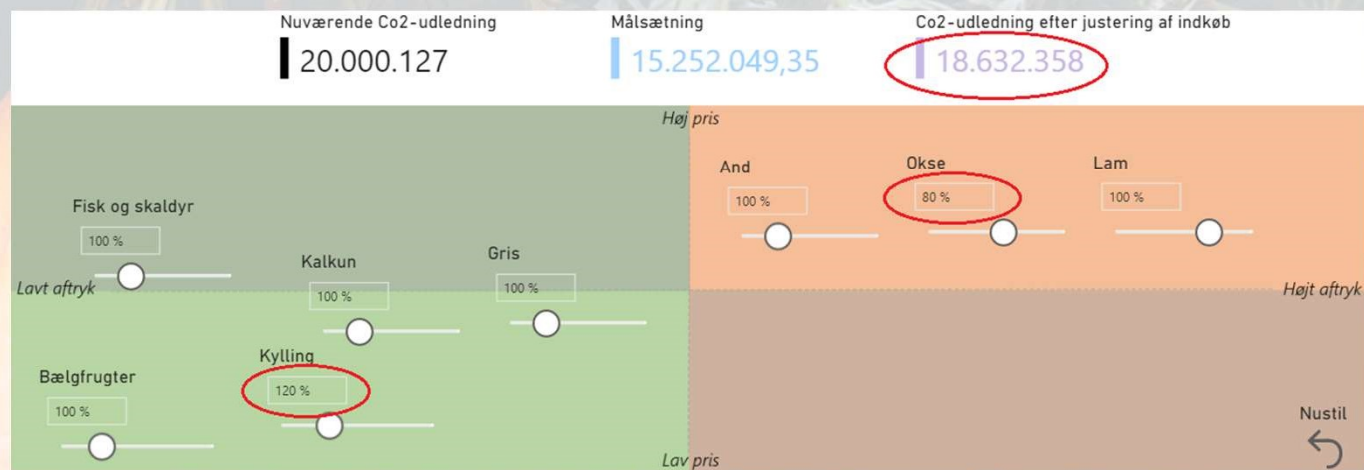 Nuværende Co2-udledning
20.000.127
Målsætning
15.252.049,35
Co2-udledning efter justering af indkøb
18.632.358
Høj pris
And
100 %
Okse
80 %
Lam
100 %
Fisk og skaldyr
100 %
Kalkun
100 %
Gris
100 %
Lavt aftryk
Højt aftryk
Bælgfrugter
100 %
Kylling
120 %
Nustil
Lav pris